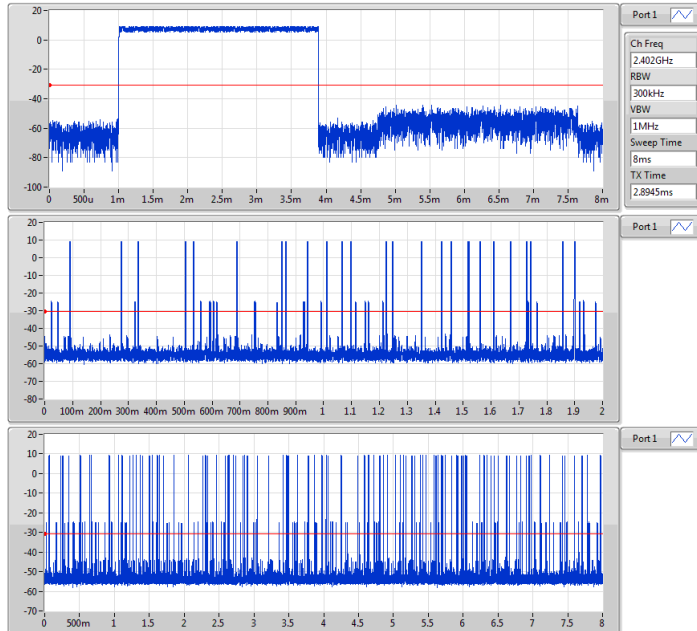 20
0
-20
-40
-60
-80
-100
0 500u 1m 1.5m 2m 2.5m 3m 3.5m 4m 4.5m 5m 5.5m 6m 6.5m 7m 7.5m 8m
Port 1
Ch Freq
2.402GHz
RBW
300kHz
VBW
1MHz
Sweep Time
8ms
TX Time
2.8945ms
20
10
0
-10
-20
-30
-40
-50
-60
-70
-80
0 100m 200m 300m 400m 500m 600m 700m 800m 900m 1 1.1 1.2 1.3 1.4 1.5 1.6 1.7 1.8 1.9 2
Port 1
20
10
0
-10
-20
-30
-40
-50
-60
-70
0 500m 1 1.5 2 2.5 3 3.5 4 4.5 5 5.5 6 6.5 7 7.5 8
Port 1